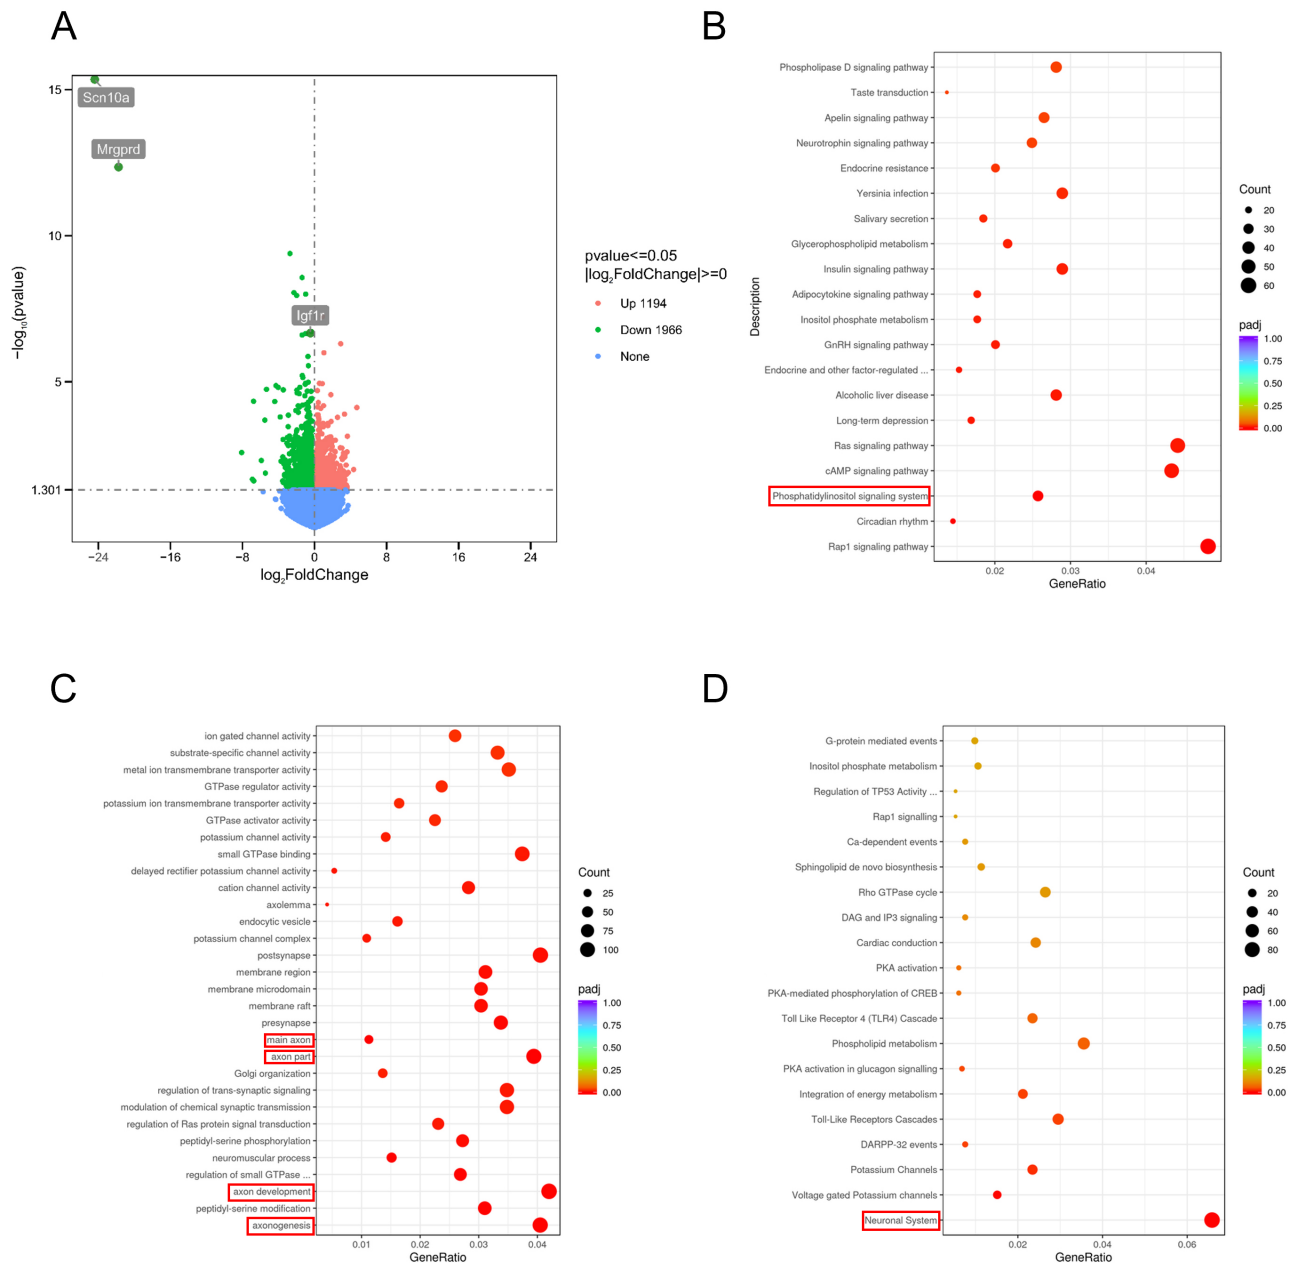 A
15
10
5
1.301
−log10(pvalue)
Scn10a
Mrgprd
Igf1r
−24
−16
−8
0
8
16
24
log2FoldChange
pvalue<=0.05
|log2FoldChange|>=0
Up 1194
Down 1966
None
B
Description
Phospholipase D signaling pathway
Taste transduction
Apelin signaling pathway
Neurotrophin signaling pathway
Endocrine resistance
Yersinia infection
Salivary secretion
Glycerophospholipid metabolism
Insulin signaling pathway
Adipocytokine signaling pathway
Inositol phosphate metabolism
GnRH signaling pathway
Endocrine and other factor-regulated ...
Alcoholic liver disease
Long-term depression
Ras signaling pathway
cAMP signaling pathway
Phosphatidylinositol signaling system
Circadian rhythm
Rap1 signaling pathway
0.02
0.03
0.04
GeneRatio
Count
20
30
40
50
60
padj
1.00
0.75
0.50
0.25
0.00
C
ion gated channel activity
substrate-specific channel activity
metal ion transmembrane transporter activity
GTPase regulator activity
potassium ion transmembrane transporter activity
GTPase activator activity
potassium channel activity
small GTPase binding
delayed rectifier potassium channel activity
cation channel activity
axolemma
endocytic vesicle
potassium channel complex
postsynapse
membrane region
membrane microdomain
membrane raft
presynapse
main axon
axon part
Golgi organization
regulation of trans-synaptic signaling
modulation of chemical synaptic transmission
regulation of Ras protein signal transduction
peptidyl-serine phosphorylation
neuromuscular process
regulation of small GTPase ...
axon development
peptidyl-serine modification
axonogenesis
0.01
0.02
0.03
0.04
GeneRatio
Count
25
50
75
100
padj
1.00
0.75
0.50
0.25
0.00
D
G-protein mediated events
Inositol phosphate metabolism
Regulation of TP53 Activity ...
Rap1 signalling
Ca-dependent events
Sphingolipid de novo biosynthesis
Rho GTPase cycle
DAG and IP3 signaling
Cardiac conduction
PKA activation
PKA-mediated phosphorylation of CREB
Toll Like Receptor 4 (TLR4) Cascade
Phospholipid metabolism
PKA activation in glucagon signalling
Integration of energy metabolism
Toll-Like Receptors Cascades
DARPP-32 events
Potassium Channels
Voltage gated Potassium channels
Neuronal System
0.02
0.04
0.06
GeneRatio
Count
20
40
60
80
padj
1.00
0.75
0.50
0.25
0.00